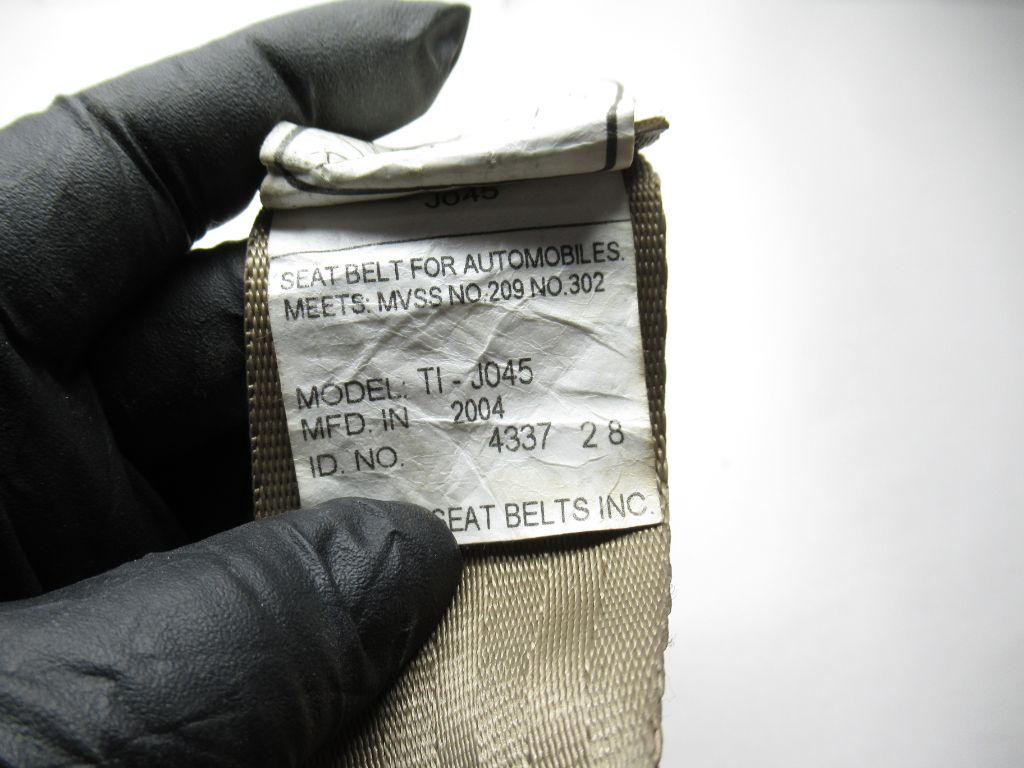 J045
SEAT BELT FOR AUTOMOBILES.
MEETS: MVSS NO.209 NO.302
MODEL: TI - J045
MFD. IN 2004
ID. NO. 4337 2 8
SEAT BELTS INC.